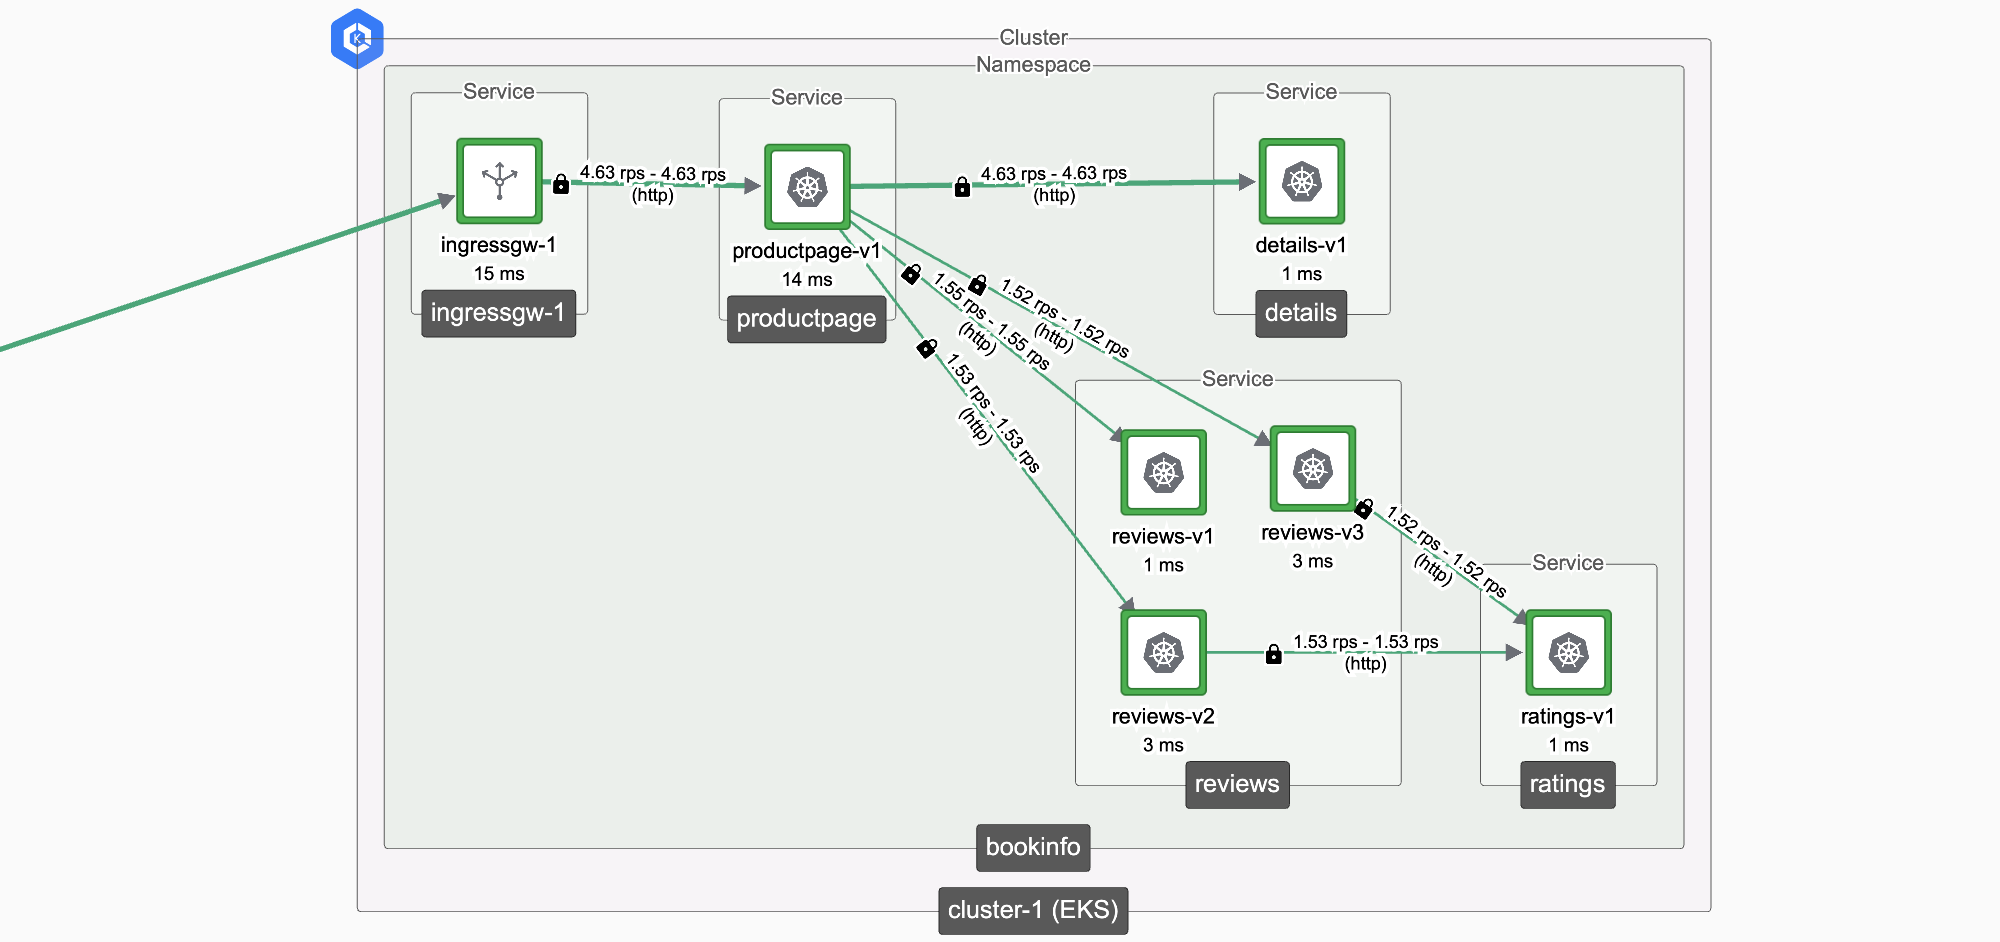 Cluster
Namespace
Service
Service
Service
4.63 rps - 4.63 rps
(http)
4.63 rps - 4.63 rps
(http)
ingressgw-1
15 ms
ingressgw-1
productpage-v1
14 ms
productpage
details-v1
1 ms
details
1.55 rps - 1.55 rps
(http)
1.52 rps - 1.52 rps
(http)
1.53 rps - 1.53 rps
(http)
Service
reviews-v1
1 ms
reviews-v3
3 ms
1.52 rps - 1.52 rps
(http)
Service
1.53 rps - 1.53 rps
(http)
reviews-v2
3 ms
ratings-v1
1 ms
reviews
ratings
bookinfo
cluster-1 (EKS)